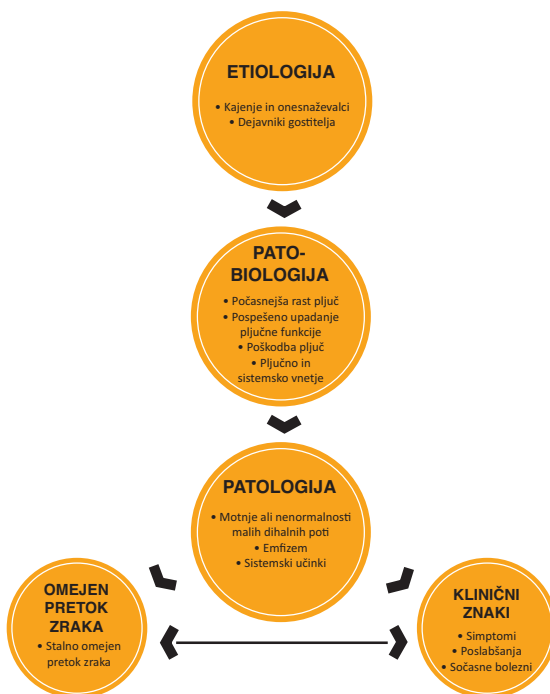 ETIOLOGIJA
• Kajenje in onesnaževalci
• Dejavniki gostitelja
PATO-
BIOLOGIJA
• Počasnejša rast pljuč
• Pospešeno upadanje
pljučne funkcije
• Poškodba pljuč
• Pljučno in
sistemsko vnetje
PATOLOGIJA
• Motnje ali nenormalnosti
malih dihalnih poti
• Emfizem
• Sistemski učinki
OMEJEN
PRETOK
ZRAKA
• Stalno omejen
pretok zraka
KLINIČNI
ZNAKI
• Simptomi
• Poslabšanja
• Sočasne bolezni